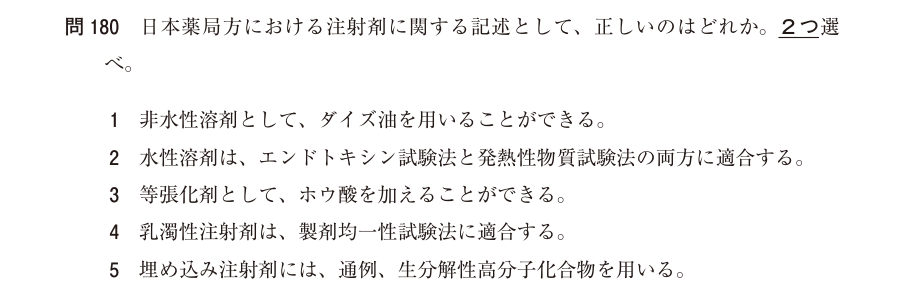 問180 日本薬局方における注射剤に関する記述として、正しいのはどれか。２つ選
べ。
1 非水性溶剤として、ダイズ油を用いることができる。
2 水性溶剤は、エンドトキシン試験法と発熱性物質試験法の両方に適合する。
3 等張化剤として、ホウ酸を加えることができる。
4 乳濁性注射剤は、製剤均一性試験法に適合する。
5 埋め込み注射剤には、通例、生分解性高分子化合物を用いる。